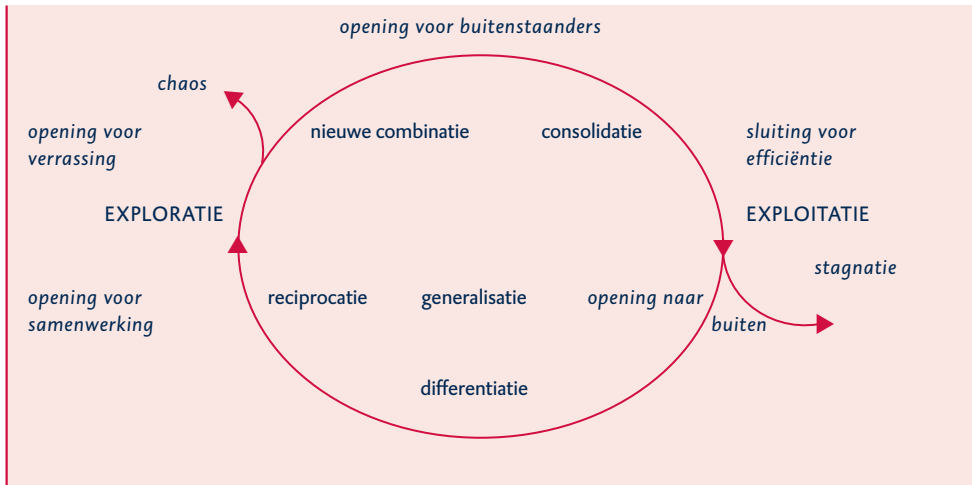 opening voor buitenstaanders
chaos
opening voor
verrassing
nieuwe combinatie
consolidatie
sluiting voor
efficiëntie
EXPLORATIE
EXPLOITATIE
stagnatie
opening voor
samenwerking
reciprocatie
generalisatie
opening naar
buiten
differentiatie